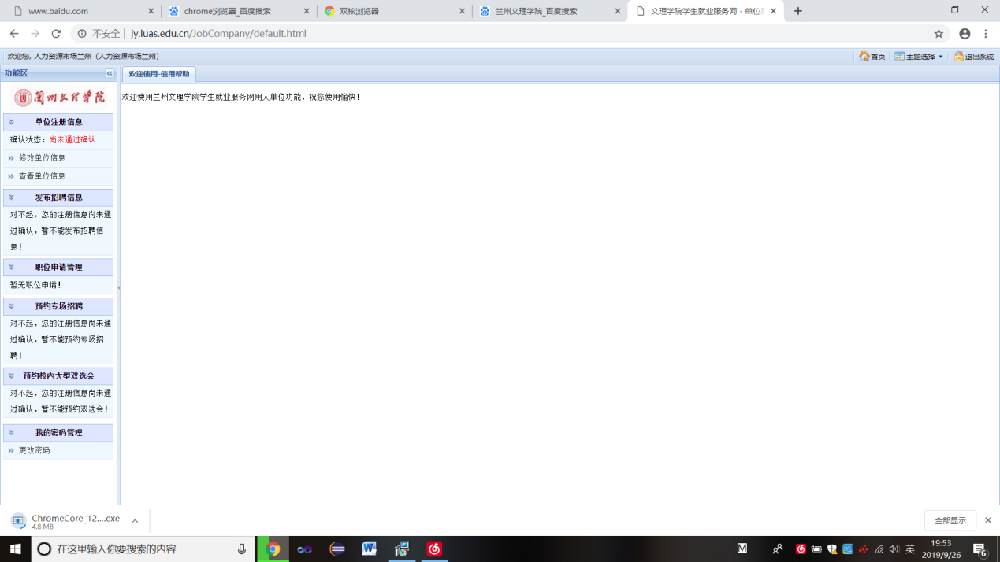 www.baidu.com
chrome浏览器_百度搜索
双核浏览器
兰州文理学院_百度搜索
文理学院学生就业服务网 - 单位
不安全 | jy.luas.edu.cn/JobCompany/default.html
欢迎您, 人力资源市场兰州（人力资源市场兰州）
首页
主题选择
退出系统
功能区
欢迎使用-使用帮助
兰州文理学院
欢迎使用兰州文理学院学生就业服务网用人单位功能，祝您使用愉快！
单位注册信息
确认状态：尚未通过确认
修改单位信息
查看单位信息
发布招聘信息
对不起，您的注册信息尚未通
过确认，暂不能发布招聘信
息！
职位申请管理
暂无职位申请！
预约专场招聘
对不起，您的注册信息尚未通
过确认，暂不能预约专场招
聘！
预约校内大型双选会
对不起，您的注册信息尚未通
过确认，暂不能预约双选会！
我的密码管理
更改密码
ChromeCore_12....exe
4.8 MB
全部显示
在这里输入你要搜索的内容
英
19:53
2019/9/26
6